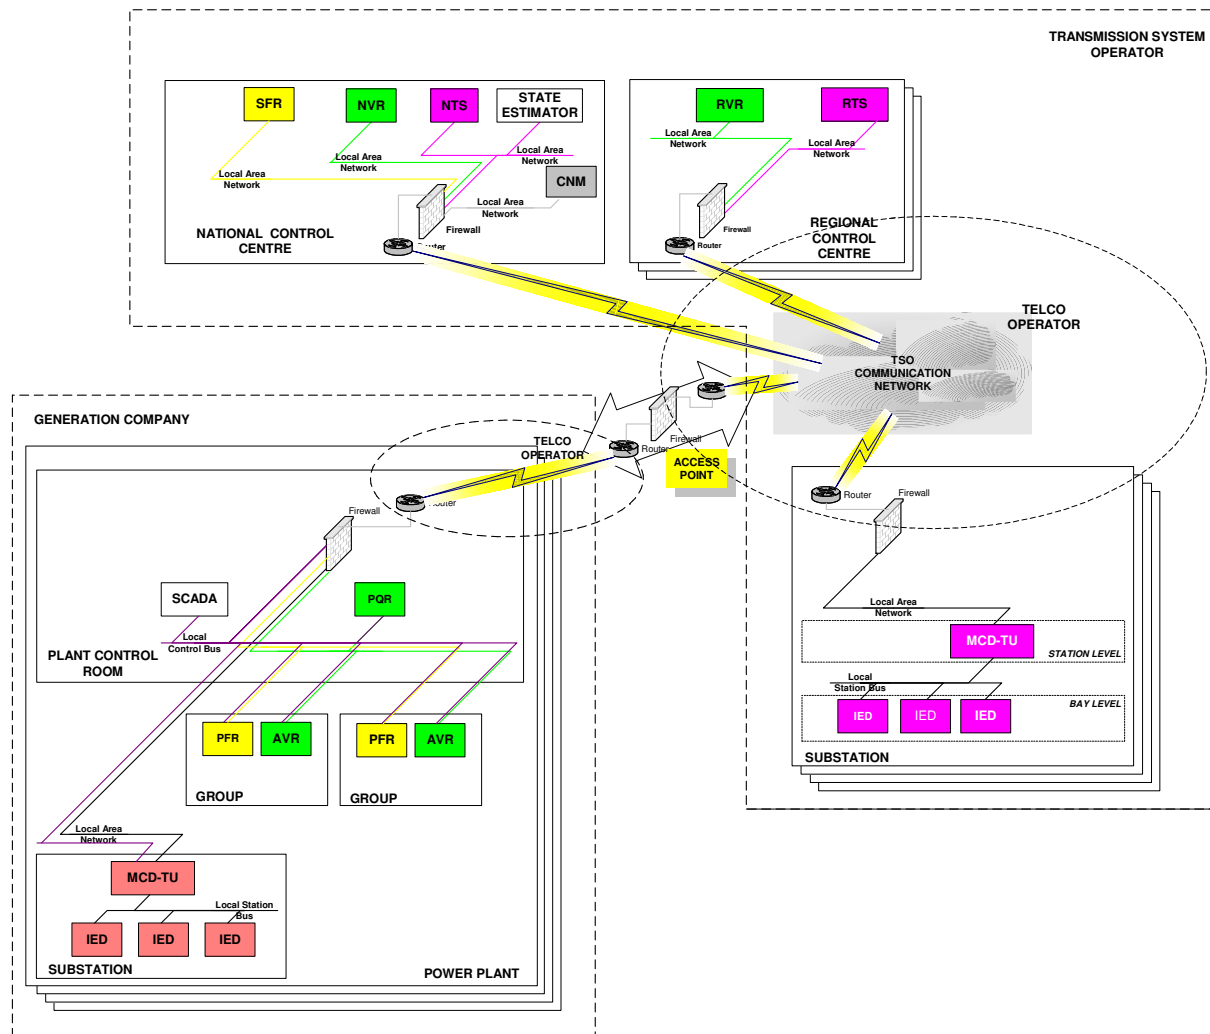 TRANSMISSION SYSTEM
OPERATOR
SFR
NVR
NTS
STATE
ESTIMATOR
Local Area
Network
Local Area
Network
Local Area
Network
CNM
Local Area
Network
Firewall
Router
NATIONAL CONTROL
CENTRE
RVR
RTS
Local Area
Network
Local Area
Network
Firewall
Router
REGIONAL
CONTROL
CENTRE
TELCO
OPERATOR
TSO
COMMUNICATION
NETWORK
Firewall
Router
ACCESS
POINT
GENERATION COMPANY
TELCO
OPERATOR
Router
Firewall
SCADA
PQR
Local
Control Bus
PLANT CONTROL
ROOM
PFR
AVR
GROUP
PFR
AVR
GROUP
Local Area
Network
MCD-TU
Local Station
Bus
IED
IED
IED
SUBSTATION
POWER PLANT
Router
Firewall
Local Area
Network
MCD-TU
STATION LEVEL
Local
Station Bus
BAY LEVEL
IED
IED
IED
SUBSTATION